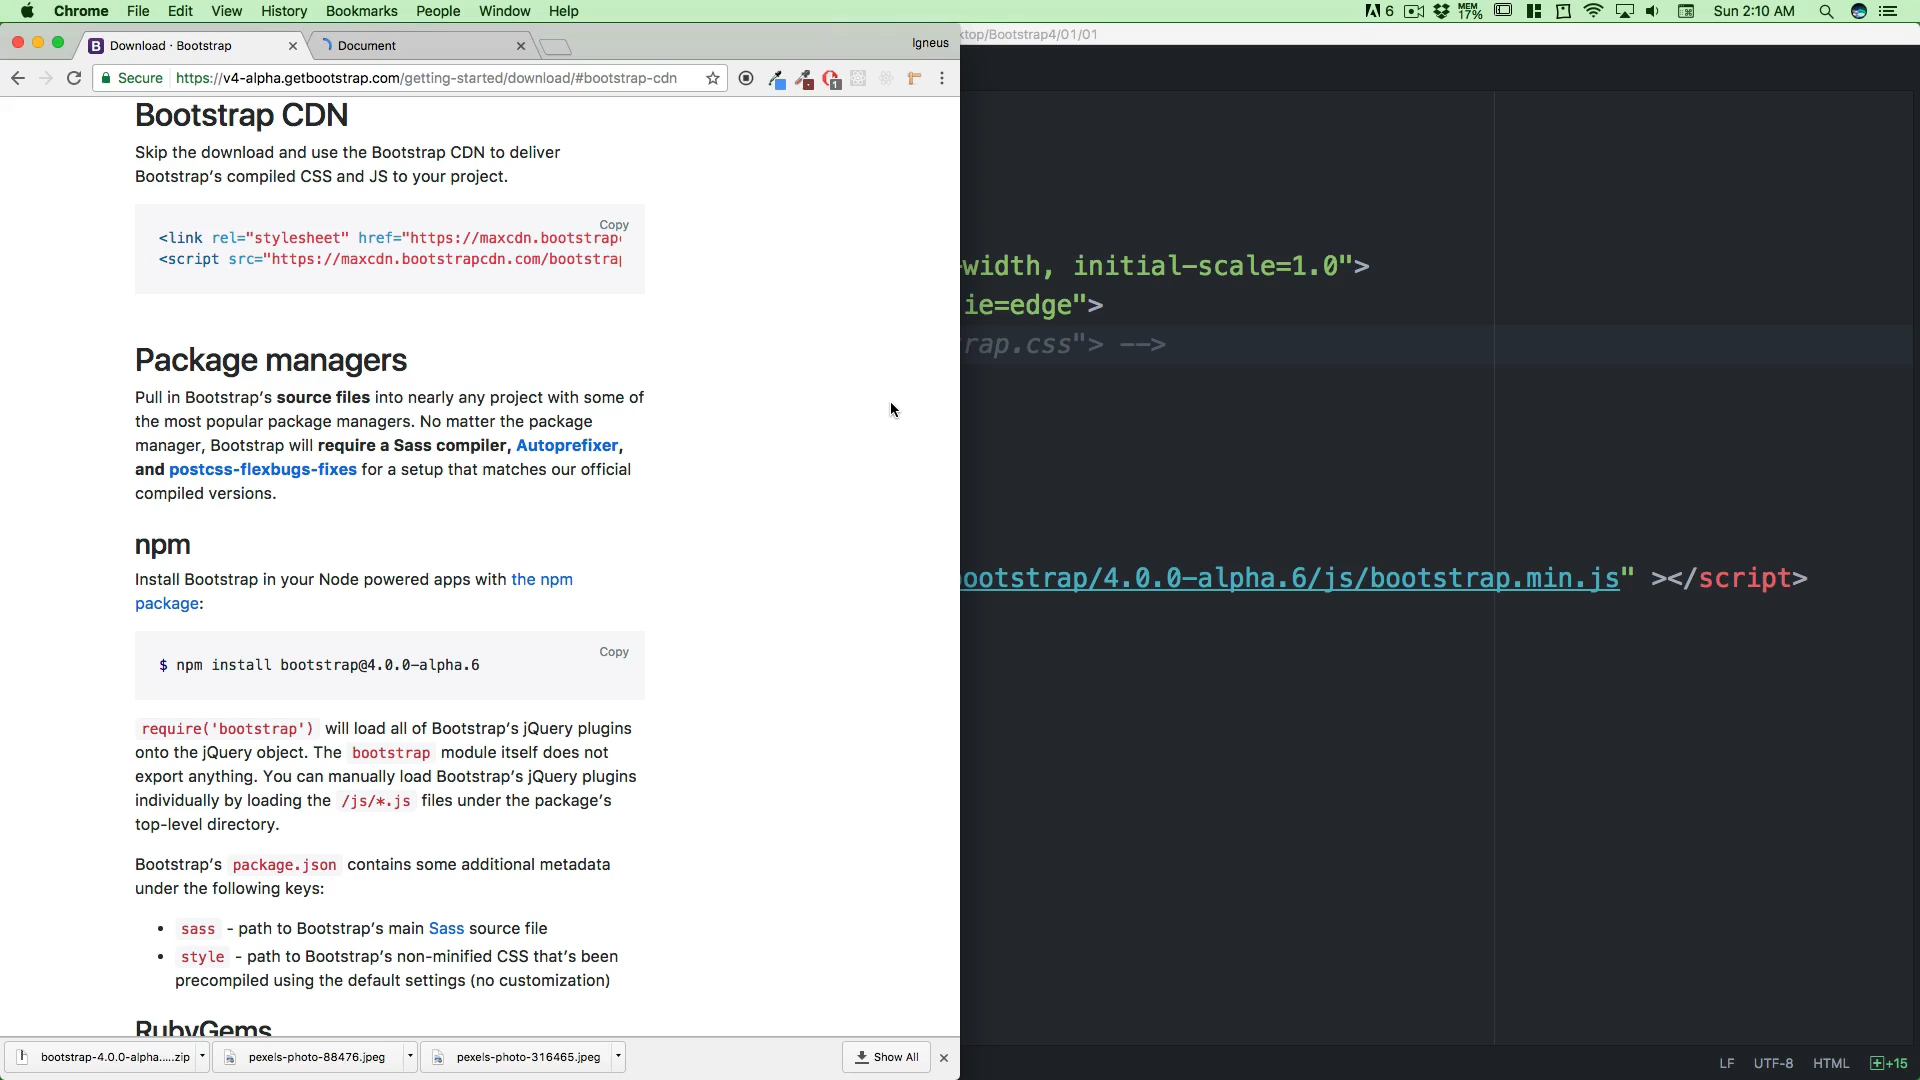 Chrome File Edit View History Bookmarks People Window Help
6 MEM 17% Sun 2:10 AM
Download · Bootstrap
Document
Igneus
ktop/Bootstrap4/01/01
Secure https://v4-alpha.getbootstrap.com/getting-started/download/#bootstrap-cdn
1
Bootstrap CDN
Skip the download and use the Bootstrap CDN to deliver
Bootstrap's compiled CSS and JS to your project.
Copy
<link rel="stylesheet" href="https://maxcdn.bootstrapc
<script src="https://maxcdn.bootstrapcdn.com/bootstrap
Package managers
Pull in Bootstrap's source files into nearly any project with some of
the most popular package managers. No matter the package
manager, Bootstrap will require a Sass compiler, Autoprefixer,
and postcss-flexbugs-fixes for a setup that matches our official
compiled versions.
npm
Install Bootstrap in your Node powered apps with the npm
package:
Copy
$ npm install bootstrap@4.0.0-alpha.6
require('bootstrap') will load all of Bootstrap's jQuery plugins
onto the jQuery object. The bootstrap module itself does not
export anything. You can manually load Bootstrap's jQuery plugins
individually by loading the /js/*.js files under the package's
top-level directory.
Bootstrap's package.json contains some additional metadata
under the following keys:
• sass - path to Bootstrap's main Sass source file
• style - path to Bootstrap's non-minified CSS that's been
precompiled using the default settings (no customization)
RubyGems
bootstrap-4.0.0-alpha.....zip
pexels-photo-88476.jpeg
pexels-photo-316465.jpeg
Show All
-width, initial-scale=1.0">
ie=edge">
rap.css"> -->
bootstrap/4.0.0-alpha.6/js/bootstrap.min.js" ></script>
LF UTF-8 HTML +15